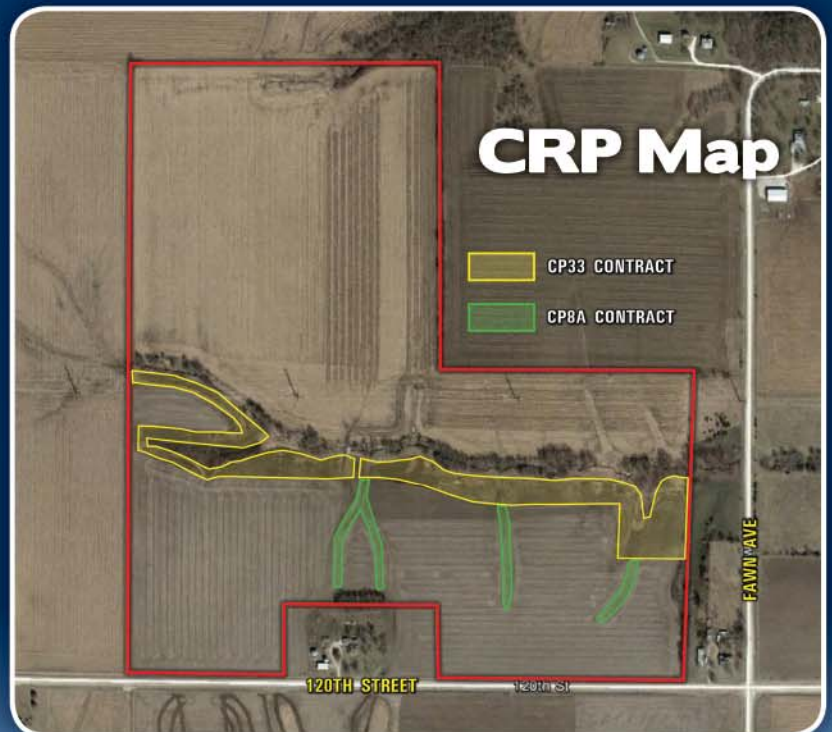 CRP Map
CP33 CONTRACT
CP8A CONTRACT
FAWN AVE
120TH STREET
120th St